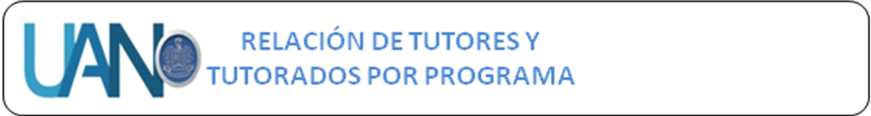 UAN
RELACIÓN DE TUTORES Y
TUTORADOS POR PROGRAMA